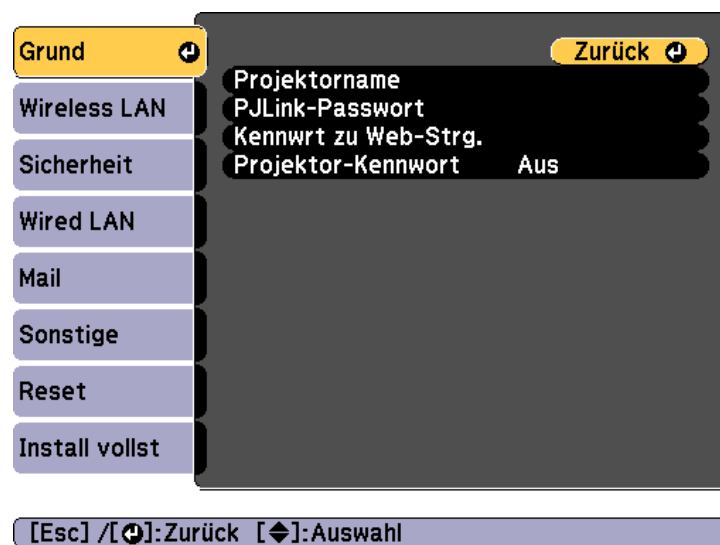 Grund
Wireless LAN
Sicherheit
Wired LAN
Mail
Sonstige
Reset
Install vollst
Zurück
Projektorname
PJLink-Passwort
Kennwrt zu Web-Strg.
Projektor-Kennwort Aus
[Esc] /[⏎]:Zurück [◆]:Auswahl